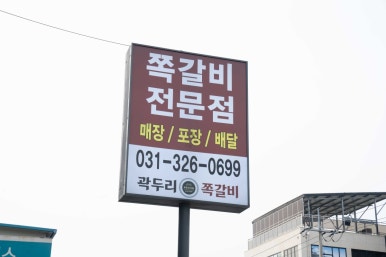 쪽갈비
전문점
매장 / 포장 / 배달
031-326-0699
곽두리 쪽갈비